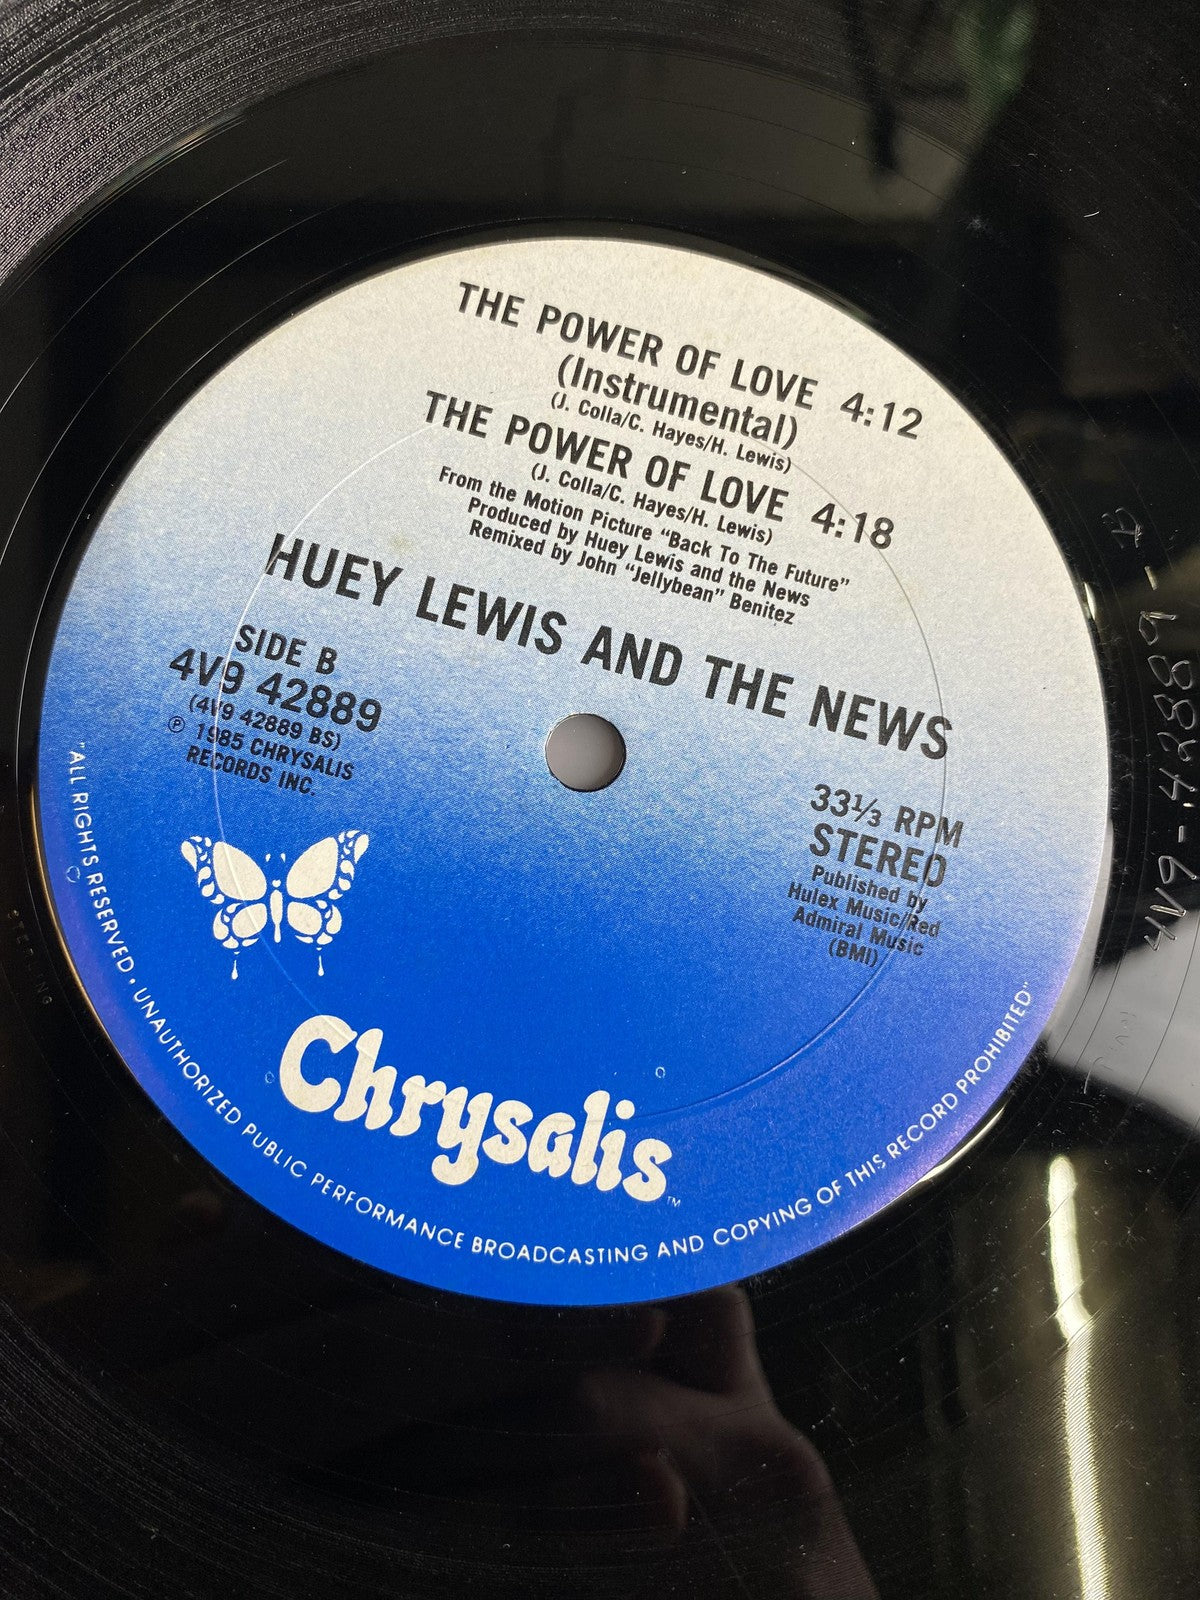 THE POWER OF LOVE 4:12
(Instrumental)
(J. Colla/C. Hayes/H. Lewis)
THE POWER OF LOVE 4:18
(J. Colla/C. Hayes/H. Lewis)
From the Motion Picture "Back To The Future"
Produced by Huey Lewis and the News
Remixed by John "Jellybean" Benitez
HUEY LEWIS AND THE NEWS
SIDE B
4V9 42889
(4V9 42889 BS)
℗ 1985 CHRYSALIS
RECORDS INC.
33⅓ RPM
STEREO
Published by
Hulex Music/Red
Admiral Music
(BMI)
Chrysalis™
"ALL RIGHTS RESERVED • UNAUTHORIZED PUBLIC PERFORMANCE BROADCASTING AND COPYING OF THIS RECORD PROHIBITED"
4V9-42889-